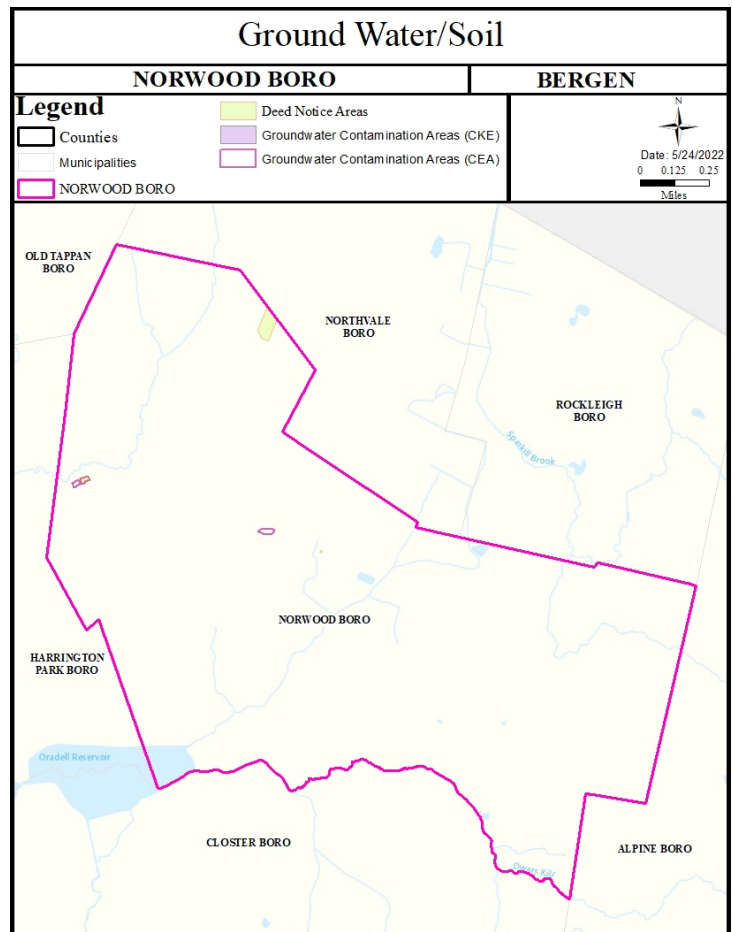 Ground Water/Soil
NORWOOD BORO
BERGEN
Legend
Counties
Municipalities
NORWOOD BORO
Deed Notice Areas
Groundwater Contamination Areas (CKE)
Groundwater Contamination Areas (CEA)
N
Date: 5/24/2022
0 0.125 0.25
Miles
OLD TAPPAN
BORO
NORTHVALE
BORO
ROCKLEIGH
BORO
Sparkill Brook
NORWOOD BORO
HARRINGTON
PARK BORO
Oradell Reservoir
CLOSTER BORO
ALPINE BORO
Dwars Kill